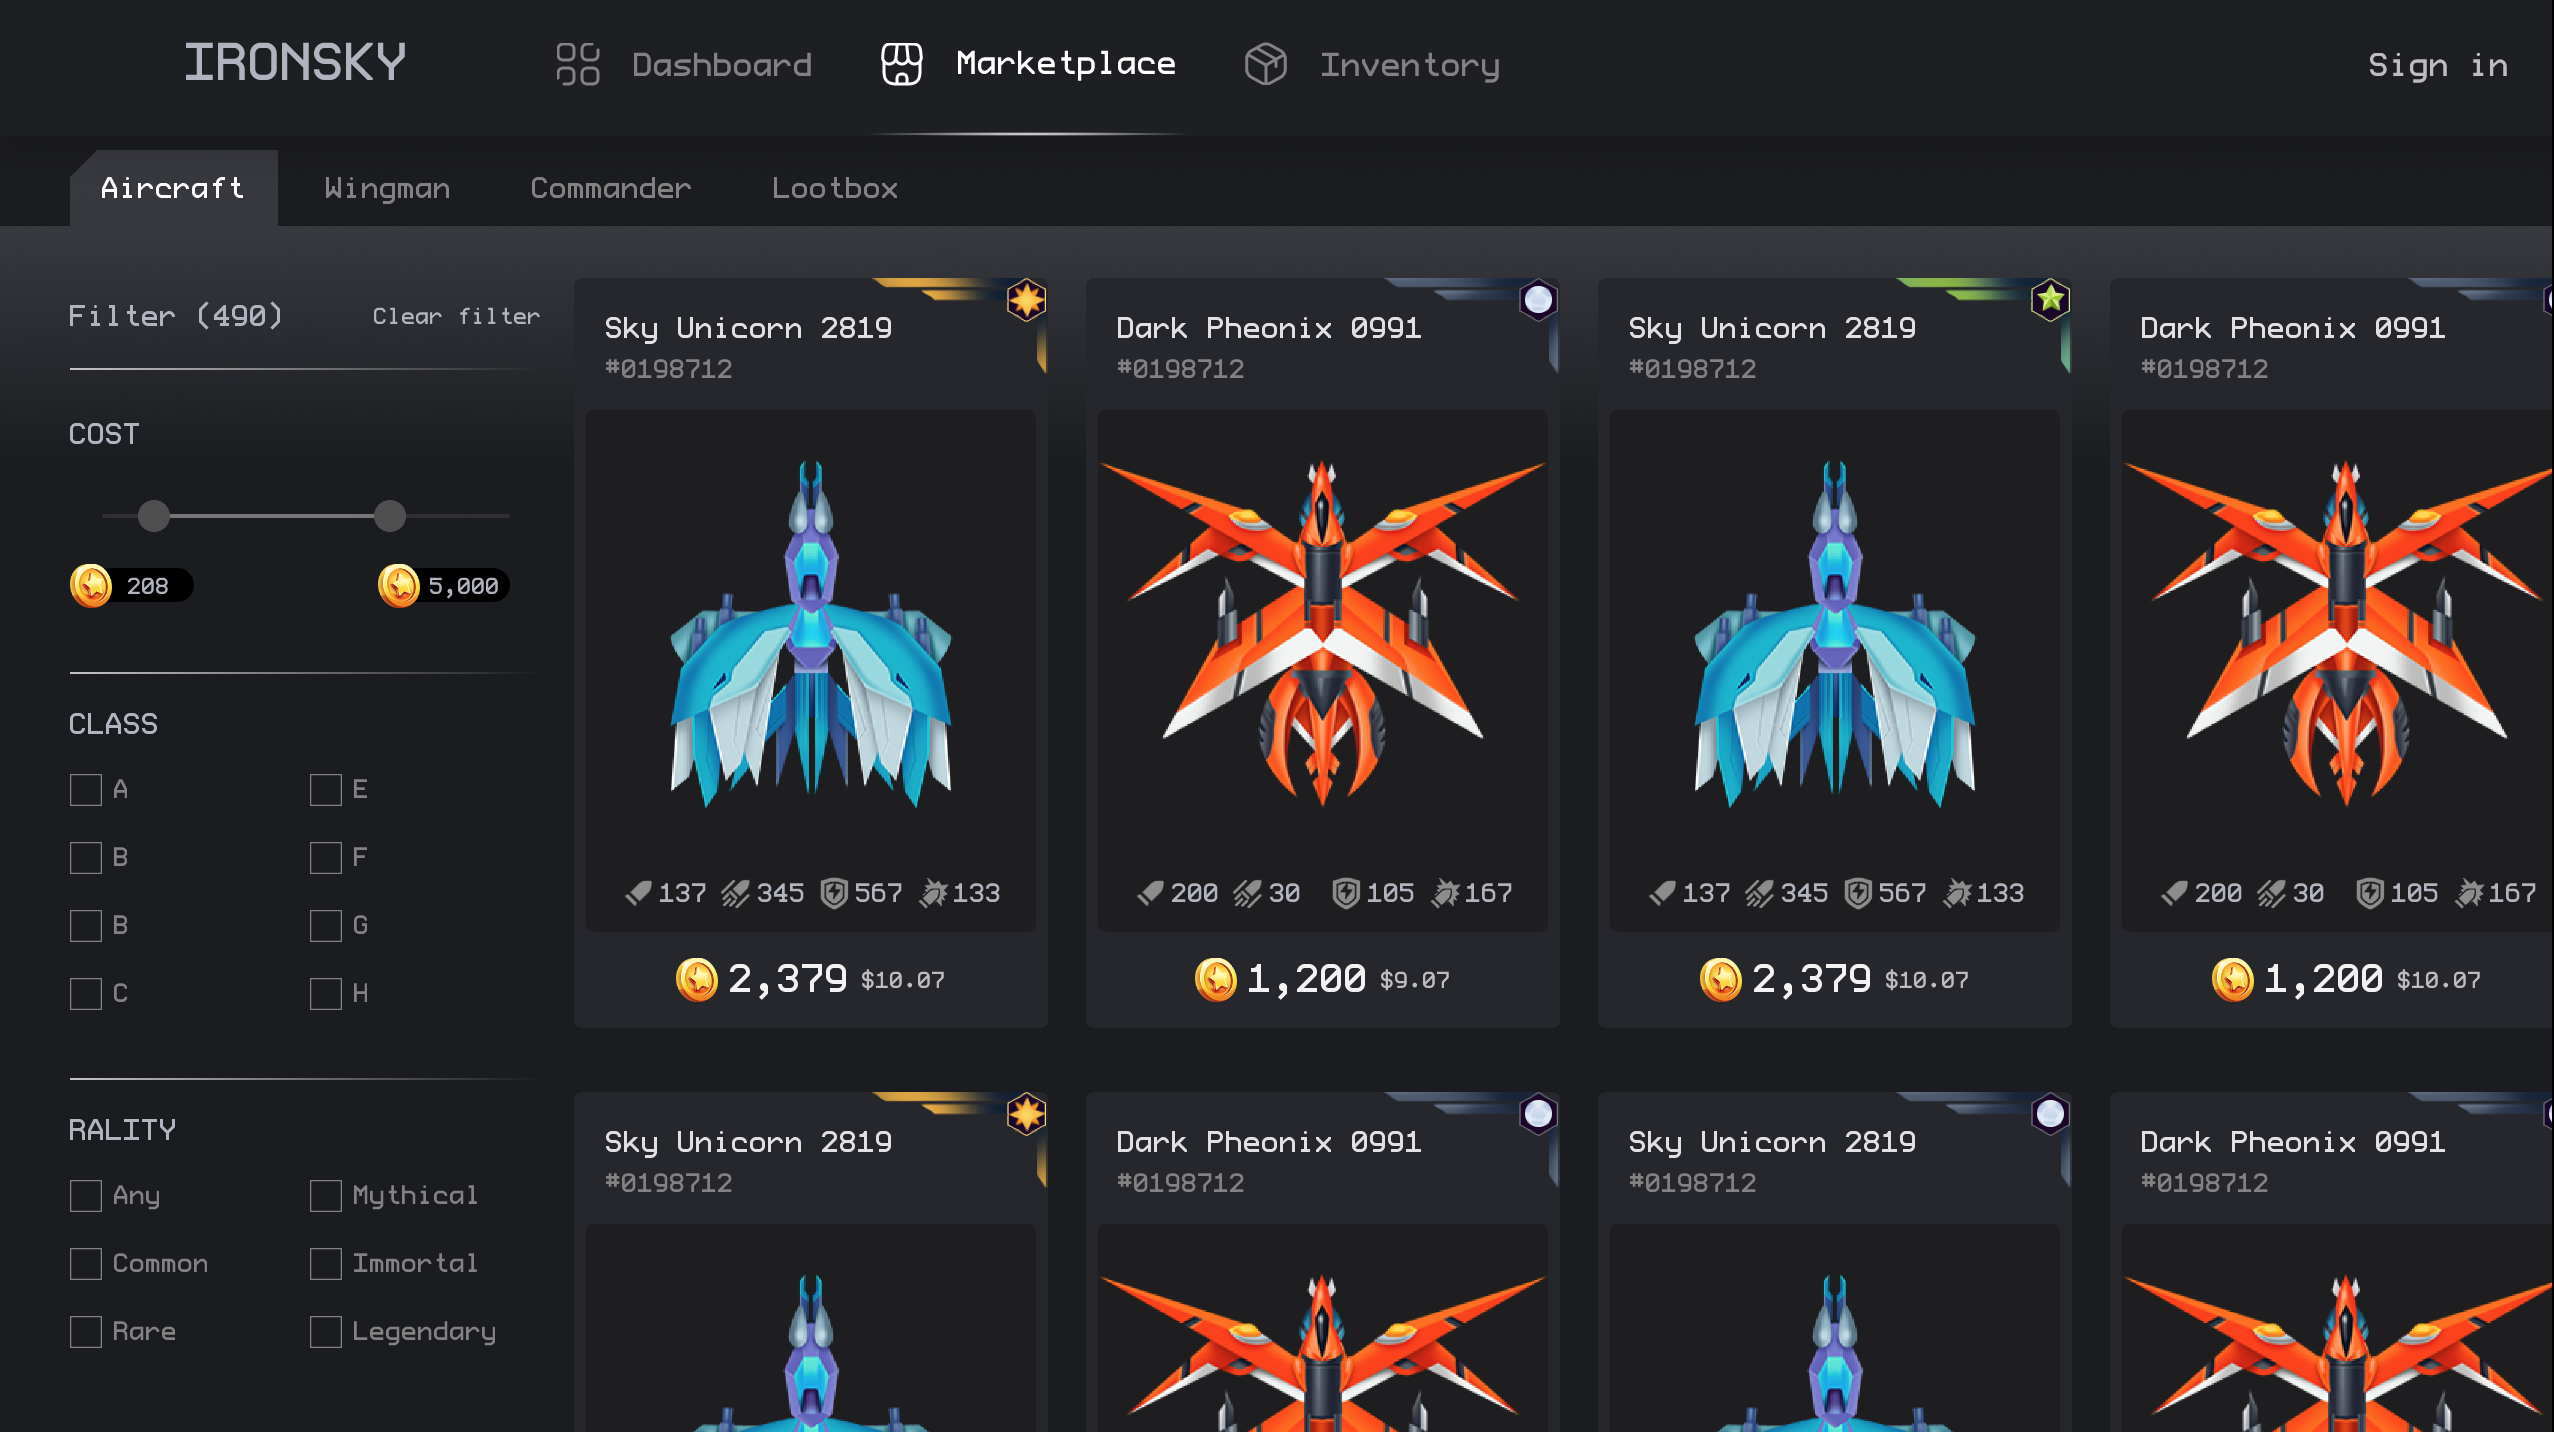 IRONSKY
Dashboard
Marketplace
Inventory
Sign in
Aircraft
Wingman
Commander
Lootbox
Filter (490)
Clear filter
COST
208
5,000
CLASS
A
E
B
F
B
G
C
H
RALITY
Any
Mythical
Common
Immortal
Rare
Legendary
Sky Unicorn 2819
#0198712
137 345 567 133
2,379 $10.07
Dark Pheonix 0991
#0198712
200 30 105 167
1,200 $9.07
Sky Unicorn 2819
#0198712
137 345 567 133
2,379 $10.07
Dark Pheonix 0991
#0198712
200 30 105 167
1,200 $10.07
Sky Unicorn 2819
#0198712
Dark Pheonix 0991
#0198712
Sky Unicorn 2819
#0198712
Dark Pheonix 0991
#0198712